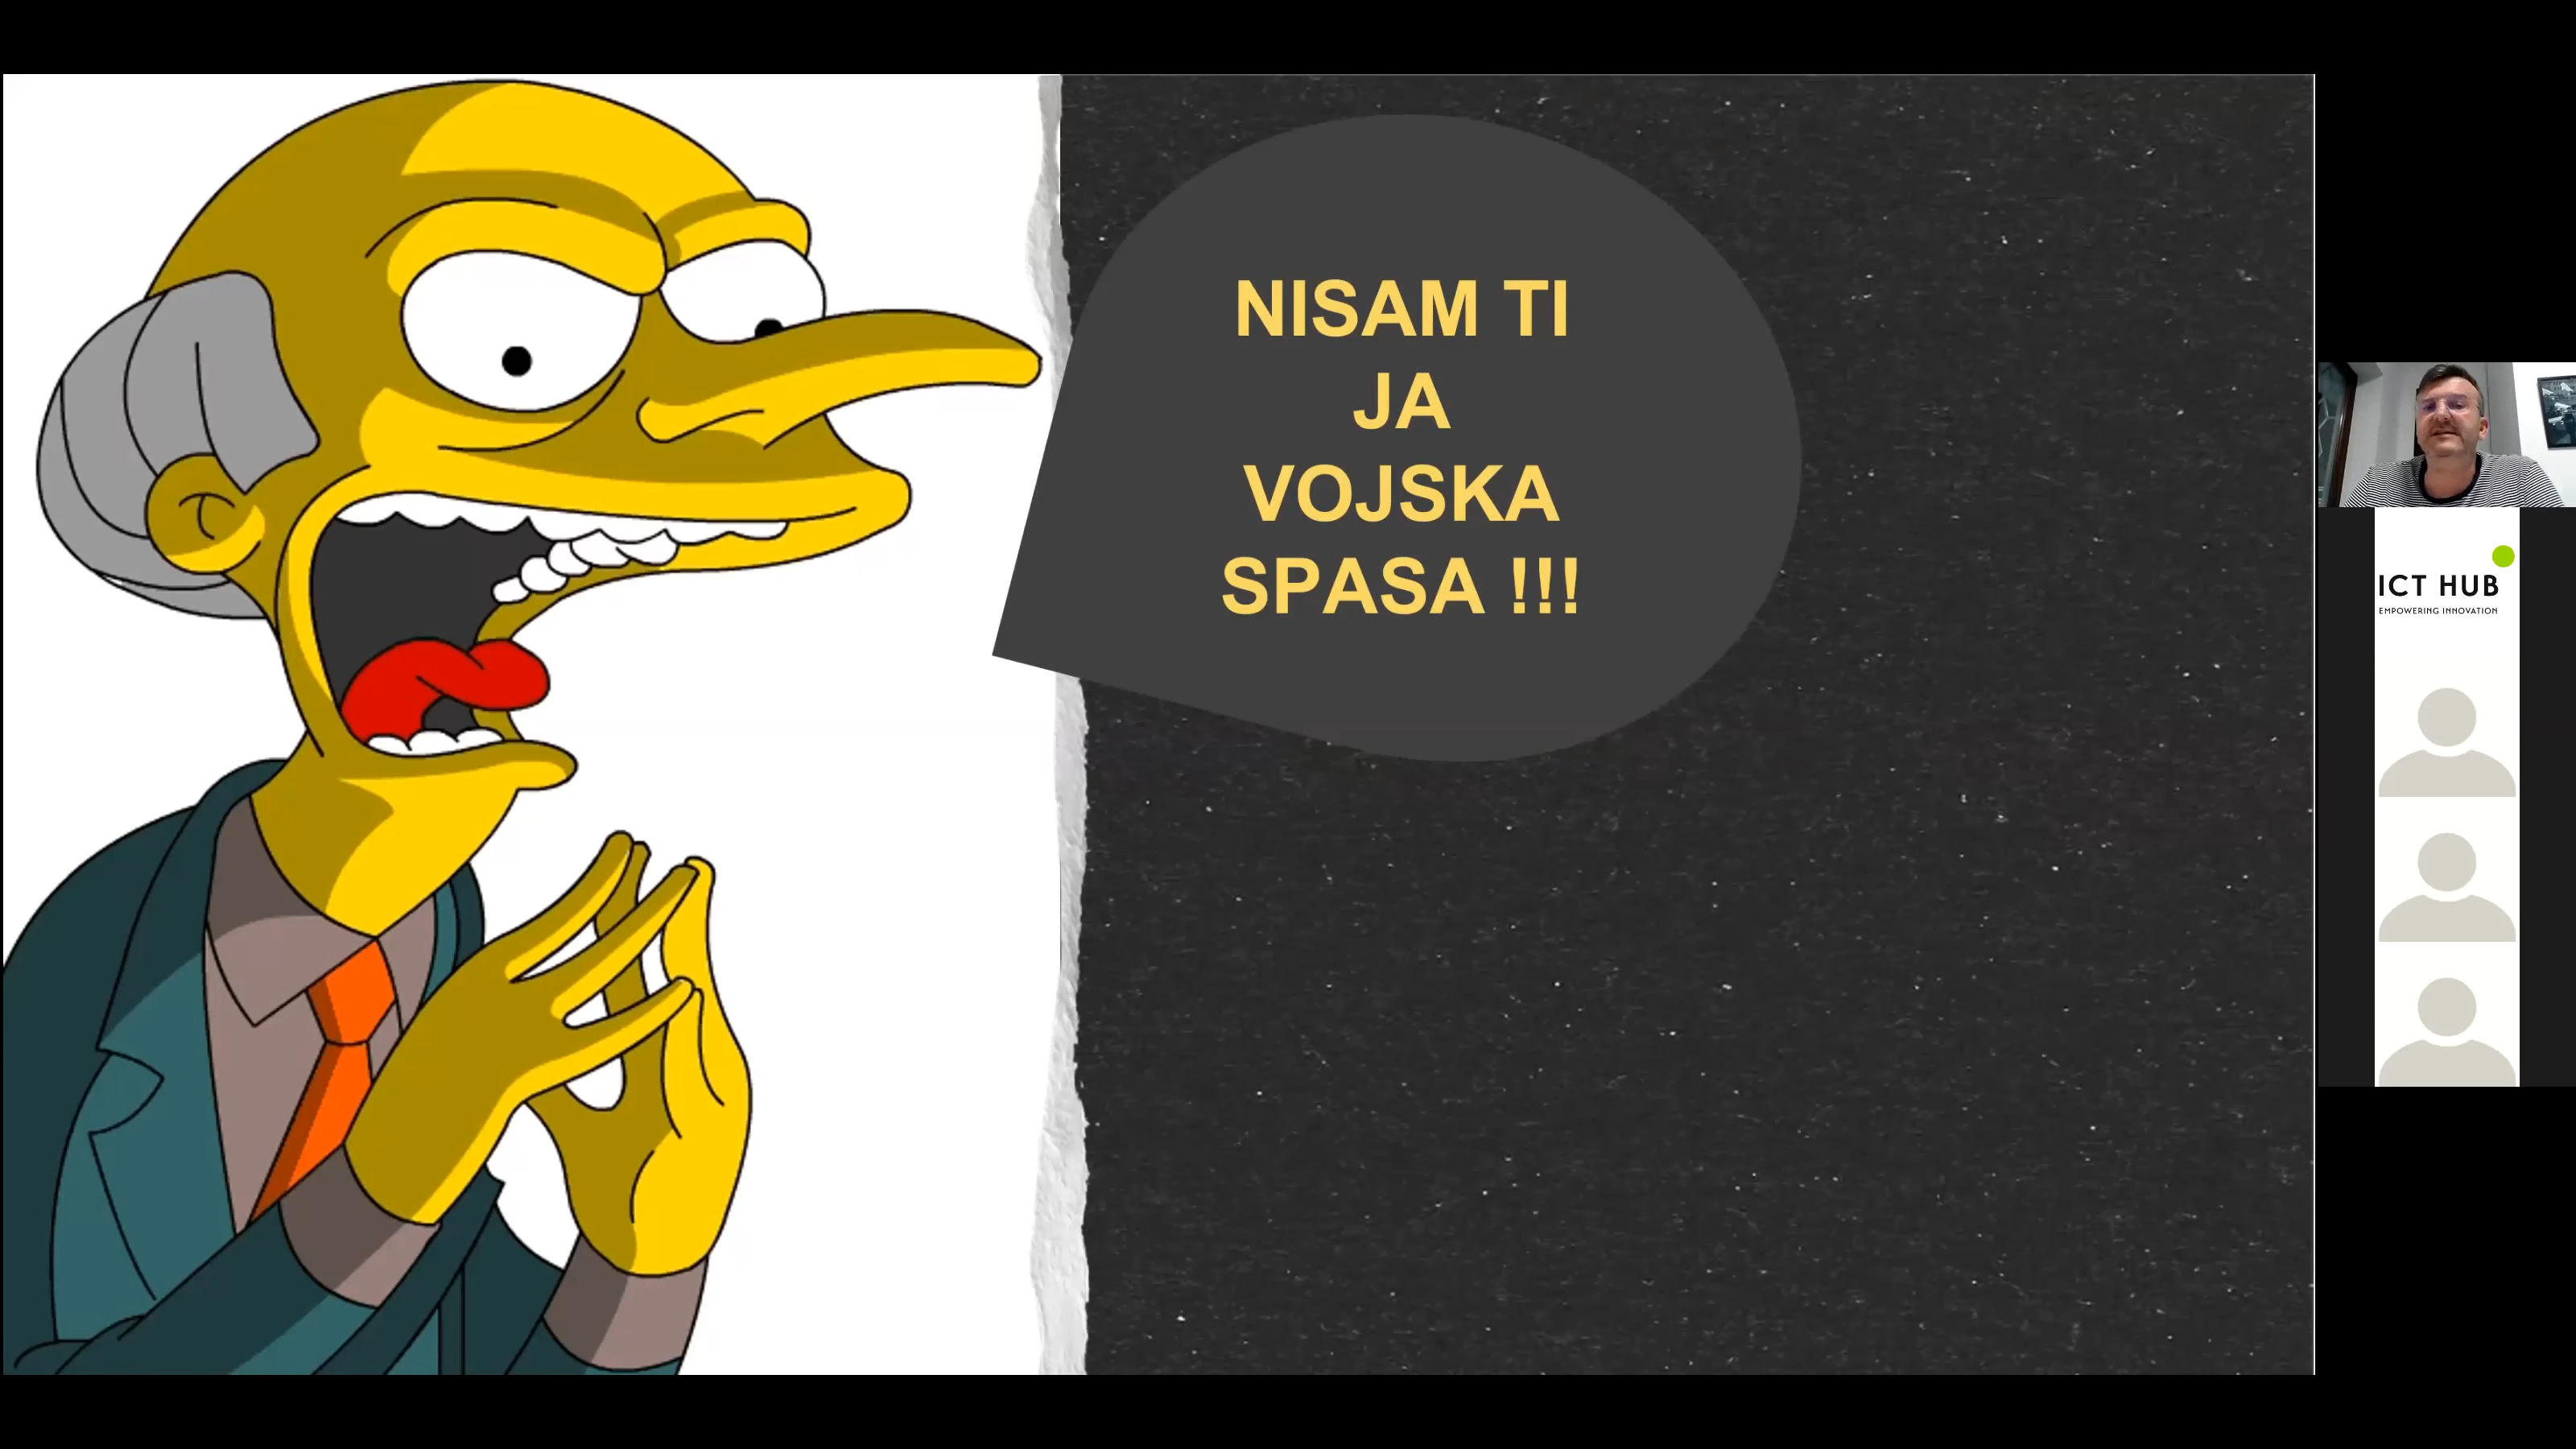 NISAM TI
JA
VOJSKA
SPASA !!!
ICT HUB
EMPOWERING INNOVATION